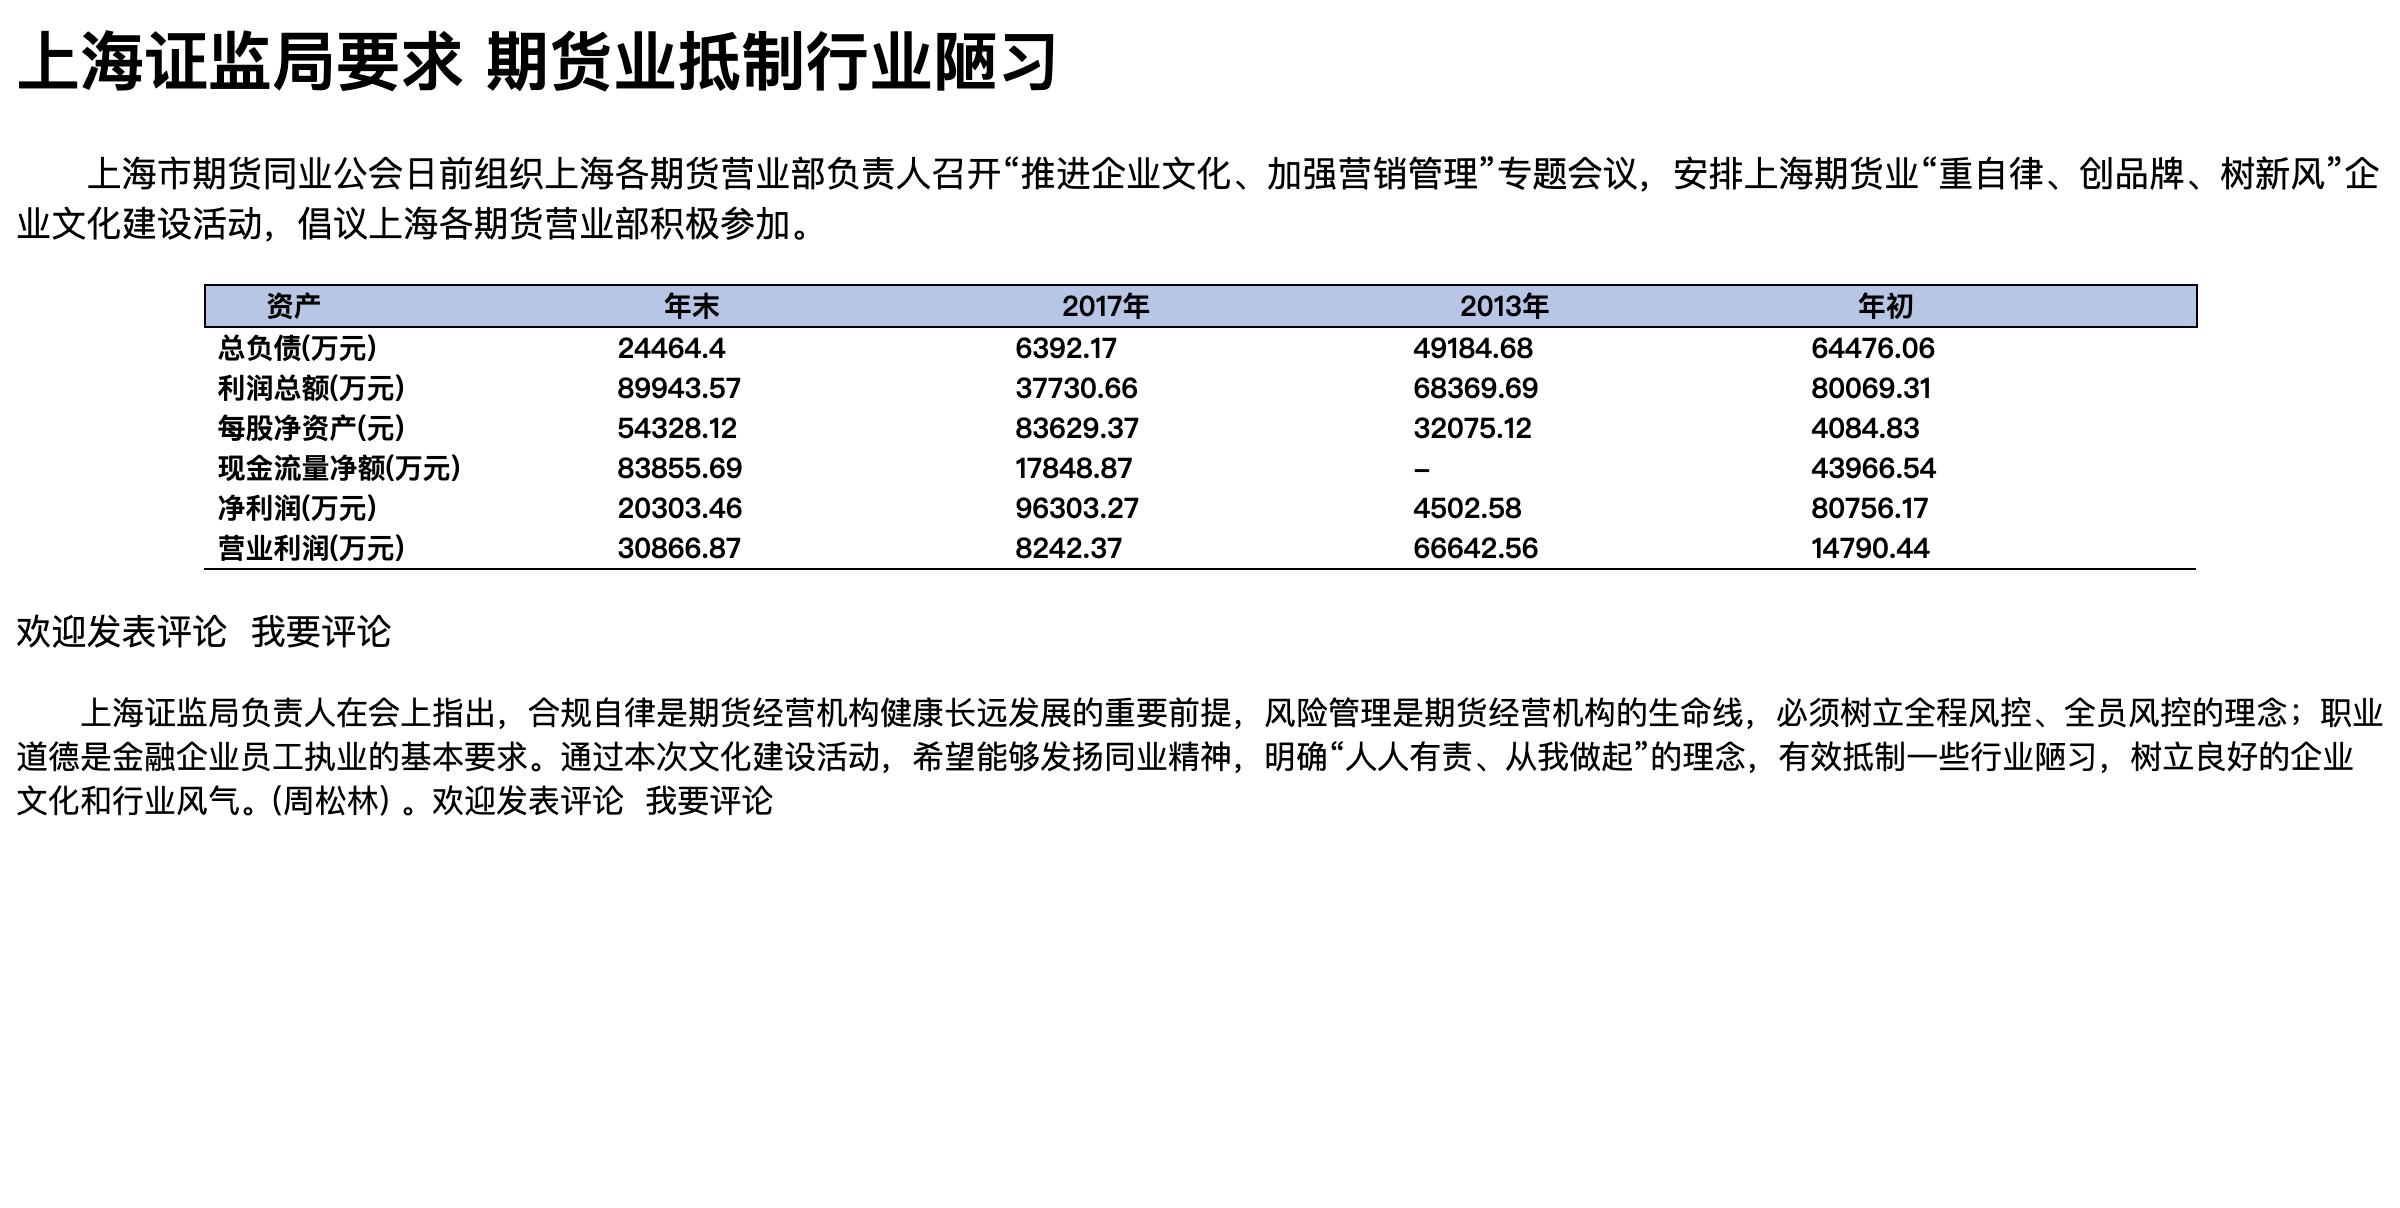 上海证监局要求 期货业抵制行业陋习
上海市期货同业公会日前组织上海各期货营业部负责人召开“推进企业文化、加强营销管理”专题会议，安排上海期货业“重自律、创品牌、树新风”企
业文化建设活动，倡议上海各期货营业部积极参加。
资产 年末 2017年 2013年 年初
总负债(万元) 24464.4 6392.17 49184.68 64476.06
利润总额(万元) 89943.57 37730.66 68369.69 80069.31
每股净资产(元) 54328.12 83629.37 32075.12 4084.83
现金流量净额(万元) 83855.69 17848.87 – 43966.54
净利润(万元) 20303.46 96303.27 4502.58 80756.17
营业利润(万元) 30866.87 8242.37 66642.56 14790.44
欢迎发表评论 我要评论
上海证监局负责人在会上指出，合规自律是期货经营机构健康长远发展的重要前提，风险管理是期货经营机构的生命线，必须树立全程风控、全员风控的理念；职业
道德是金融企业员工执业的基本要求。通过本次文化建设活动，希望能够发扬同业精神，明确“人人有责、从我做起”的理念，有效抵制一些行业陋习，树立良好的企业
文化和行业风气。(周松林) 。欢迎发表评论 我要评论